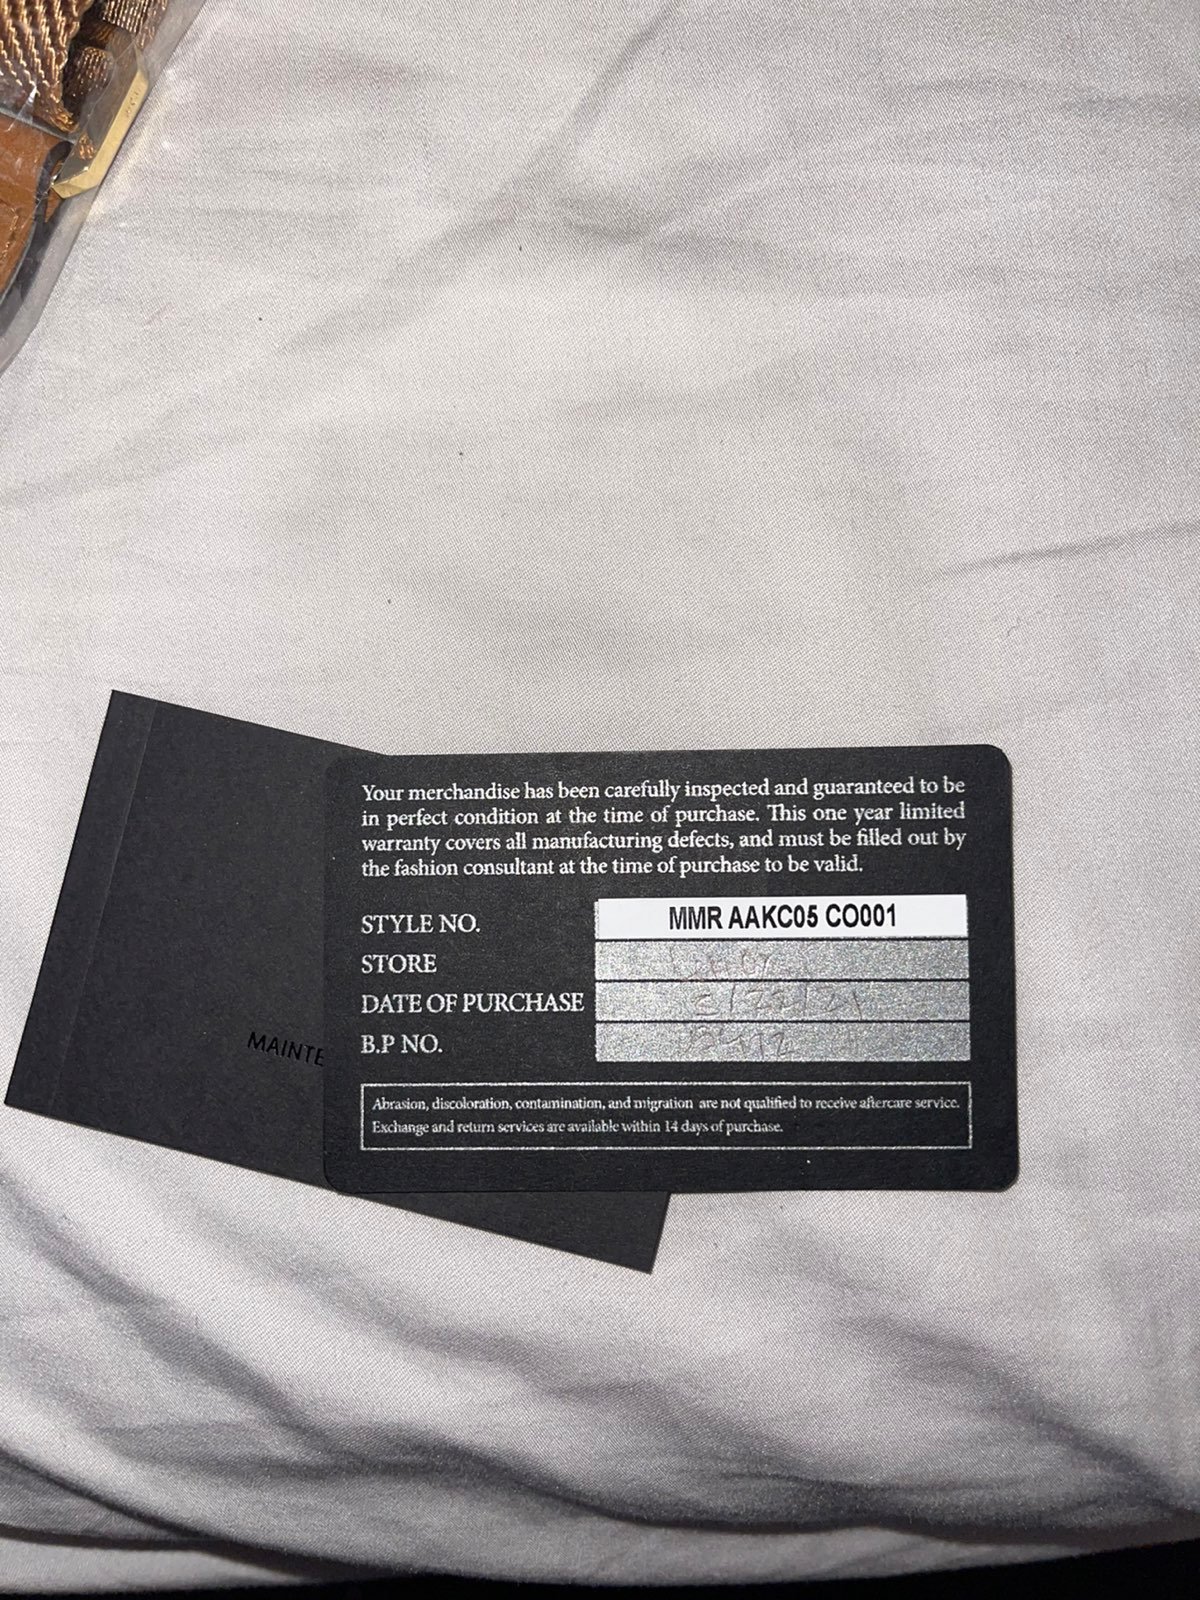 Your merchandise has been carefully inspected and guaranteed to be
in perfect condition at the time of purchase. This one year limited
warranty covers all manufacturing defects, and must be filled out by
the fashion consultant at the time of purchase to be valid.
STYLE NO. MMR AAKC05 CO001
STORE
DATE OF PURCHASE
B.P NO.
Abrasion, discoloration, contamination, and migration are not qualified to receive aftercare service.
Exchange and return services are available within 14 days of purchase.
MAINTE